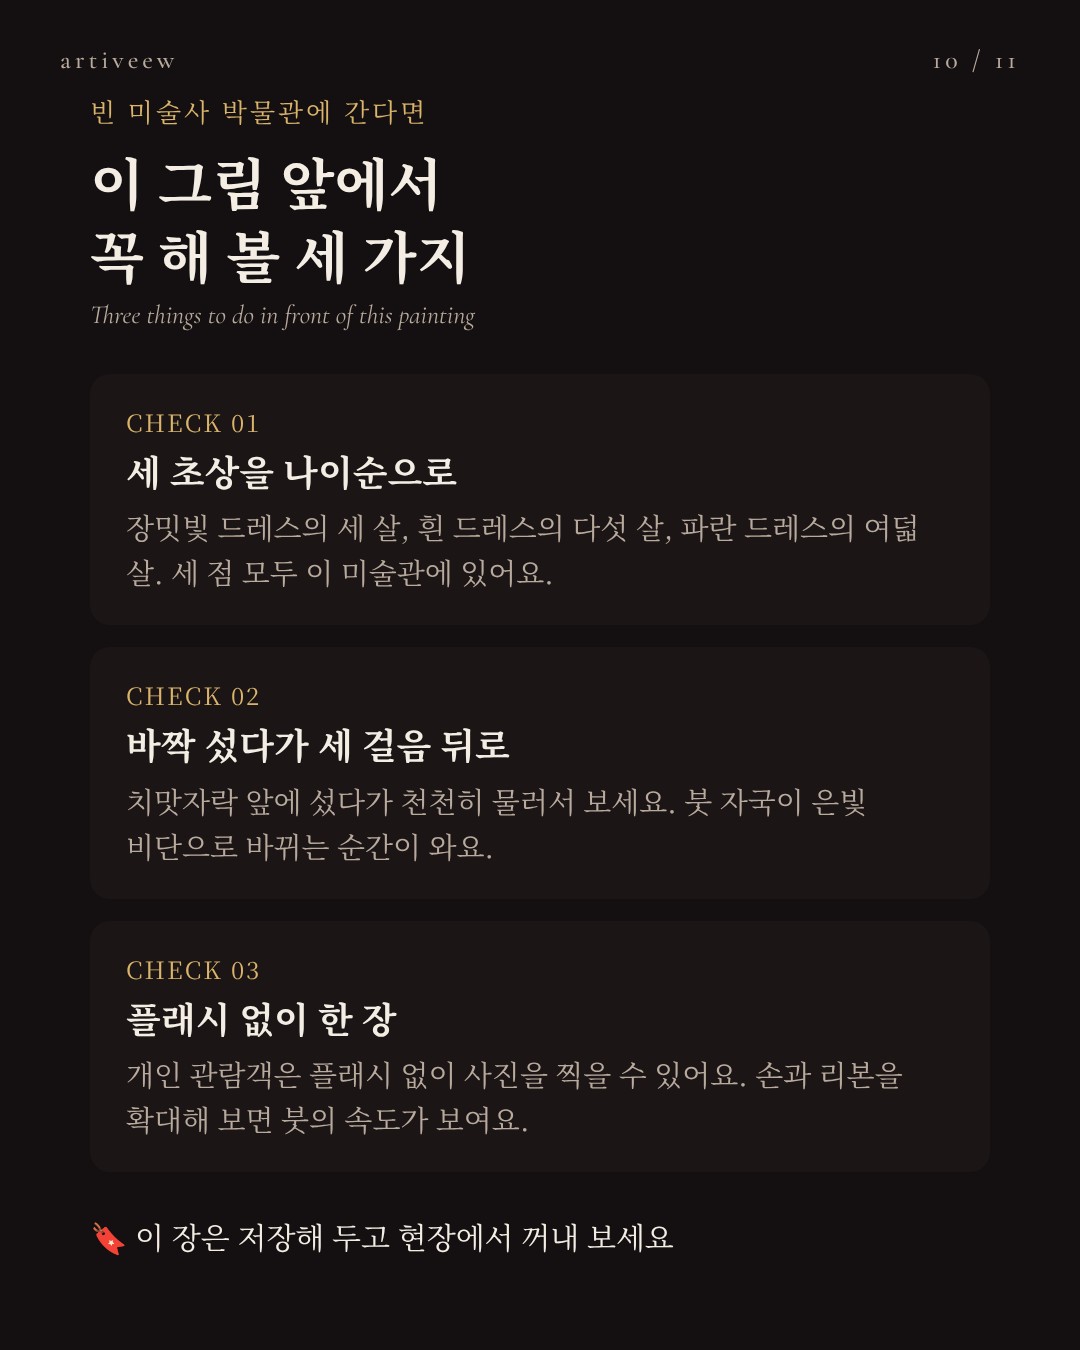 artiveew
10 / 11
빈 미술사 박물관에 간다면
이 그림 앞에서
꼭 해 볼 세 가지
Three things to do in front of this painting
CHECK 01
세 초상을 나이순으로
장밋빛 드레스의 세 살, 흰 드레스의 다섯 살, 파란 드레스의 여덟
살. 세 점 모두 이 미술관에 있어요.
CHECK 02
바짝 섰다가 세 걸음 뒤로
치맛자락 앞에 섰다가 천천히 물러서 보세요. 붓 자국이 은빛
비단으로 바뀌는 순간이 와요.
CHECK 03
플래시 없이 한 장
개인 관람객은 플래시 없이 사진을 찍을 수 있어요. 손과 리본을
확대해 보면 붓의 속도가 보여요.
🔖 이 장은 저장해 두고 현장에서 꺼내 보세요